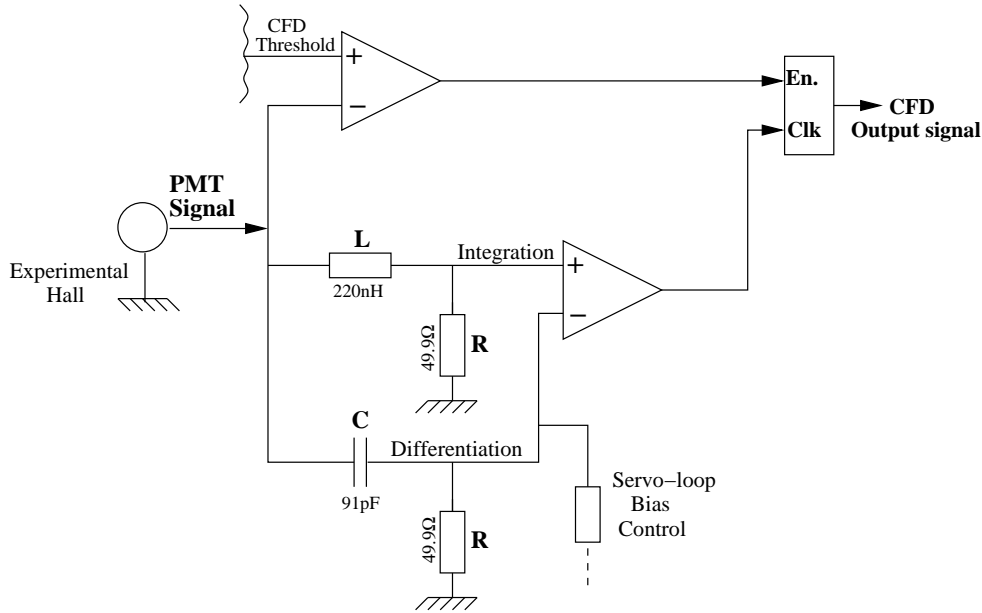 CFD
Threshold
+
−
En.
Clk
CFD
Output signal
PMT
Signal
Experimental
Hall
L
220nH
Integration
+
−
49.9Ω
R
C
91pF
Differentiation
49.9Ω
R
Servo−loop
Bias
Control